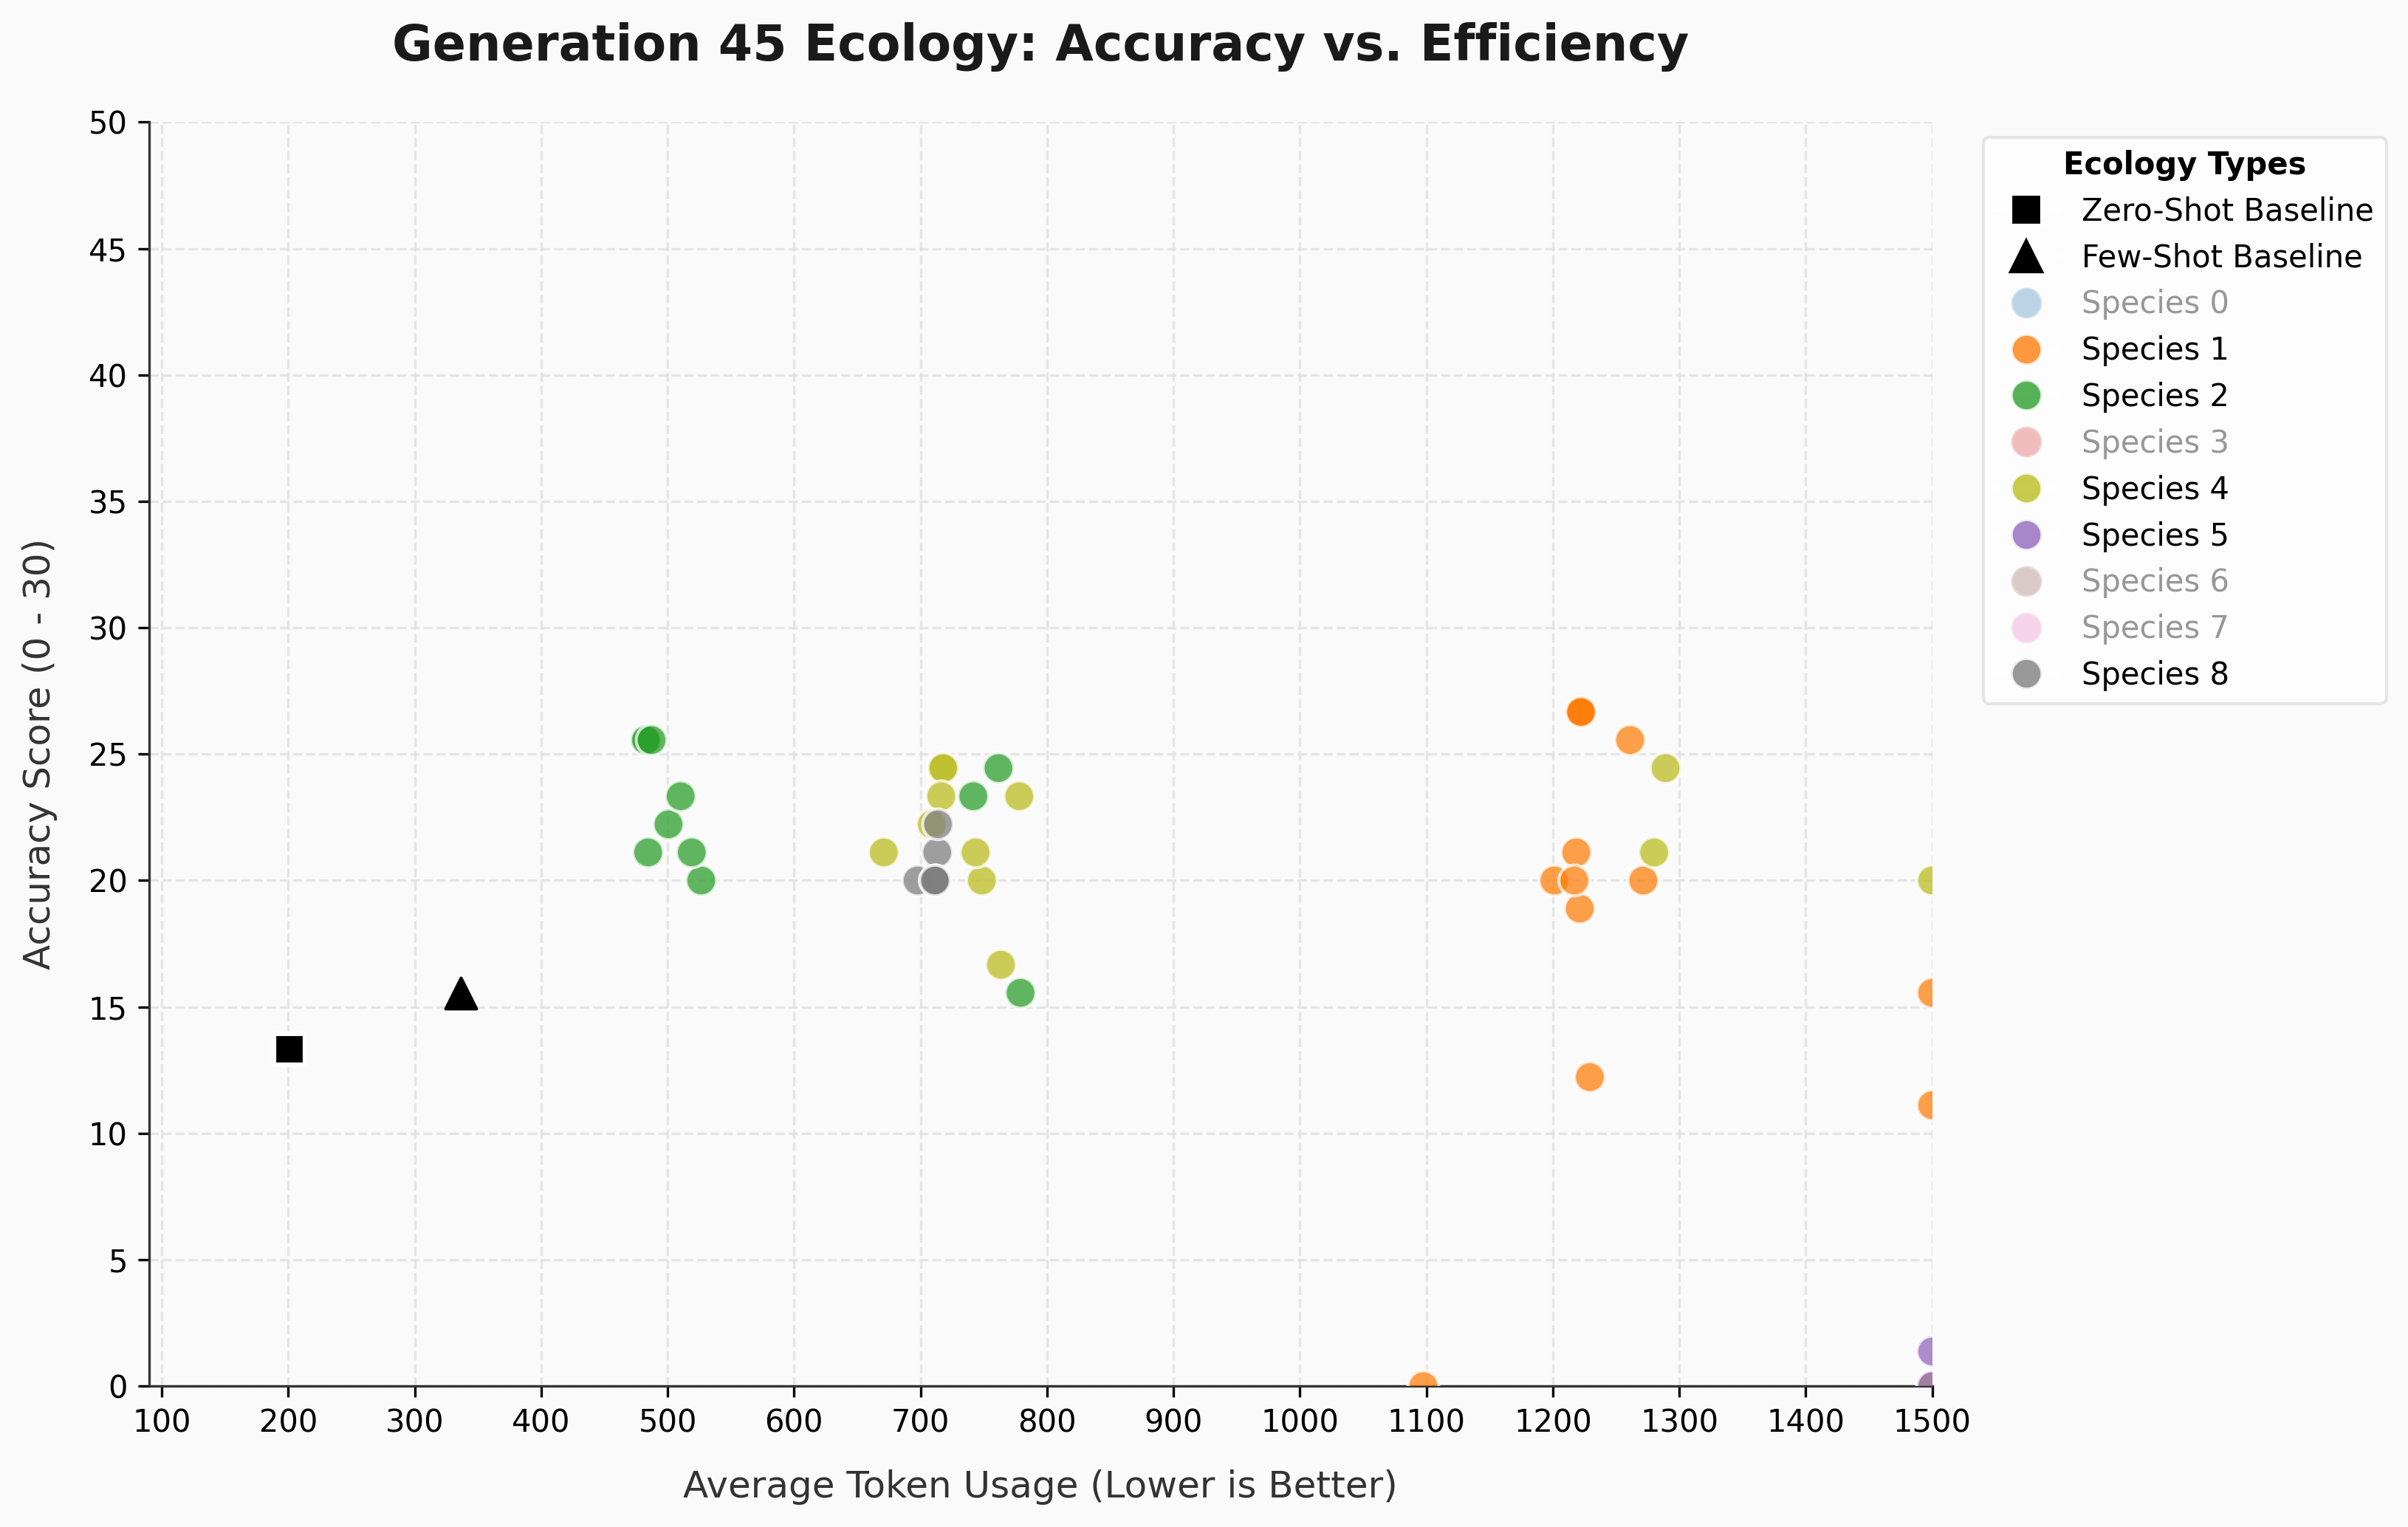 Generation 45 Ecology: Accuracy vs. Efficiency
50
45
40
35
30
25
20
15
10
5
0
Accuracy Score (0 - 30)
100 200 300 400 500 600 700 800 900 1000 1100 1200 1300 1400 1500
Average Token Usage (Lower is Better)
Ecology Types
Zero-Shot Baseline
Few-Shot Baseline
Species 0
Species 1
Species 2
Species 3
Species 4
Species 5
Species 6
Species 7
Species 8